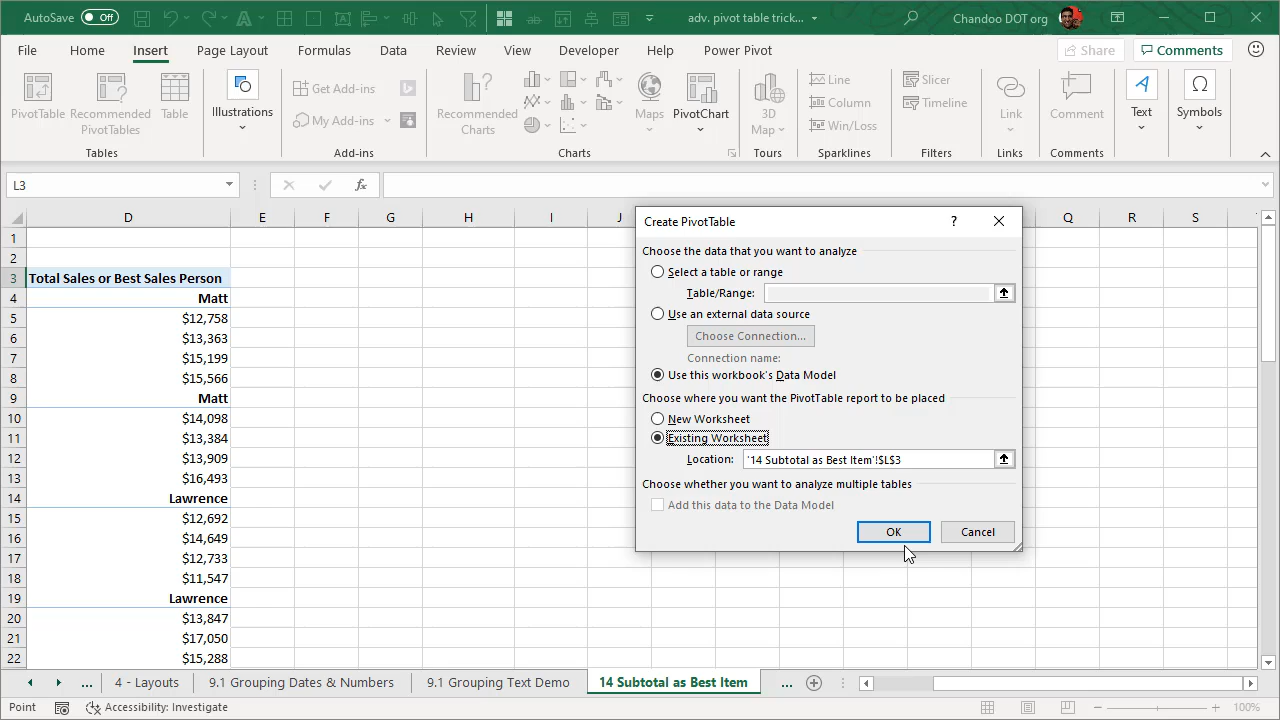 AutoSave Off adv. pivot table trick... Chandoo DOT org
File Home Insert Page Layout Formulas Data Review View Developer Help Power Pivot Share Comments
PivotTable Recommended PivotTables Table Illustrations Get Add-ins My Add-ins Recommended Charts Maps PivotChart 3D Map Line Column Win/Loss Slicer Timeline Link Comment Text Symbols
Tables Add-ins Charts Tours Sparklines Filters Links Comments
L3 fx
D E F G H I J Q R S
1
2
3 Total Sales or Best Sales Person
4 Matt
5 $12,758
6 $13,363
7 $15,199
8 $15,566
9 Matt
10 $14,098
11 $13,384
12 $13,909
13 $16,493
14 Lawrence
15 $12,692
16 $14,649
17 $12,733
18 $11,547
19 Lawrence
20 $13,847
21 $17,050
22 $15,288
Create PivotTable ?
Choose the data that you want to analyze
Select a table or range
Table/Range:
Use an external data source
Choose Connection...
Connection name:
Use this workbook's Data Model
Choose where you want the PivotTable report to be placed
New Worksheet
Existing Worksheet
Location: '14 Subtotal as Best Item'!$L$3
Choose whether you want to analyze multiple tables
Add this data to the Data Model
OK Cancel
... 4 - Layouts 9.1 Grouping Dates & Numbers 9.1 Grouping Text Demo 14 Subtotal as Best Item ...
Point Accessibility: Investigate 100%